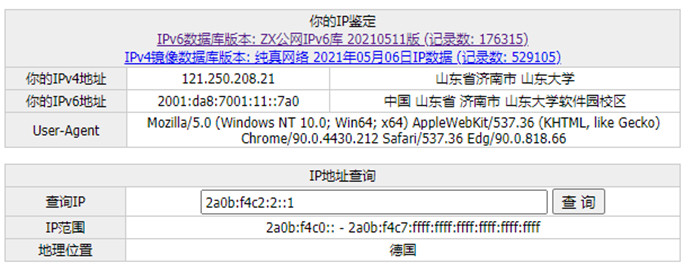 你的IP鉴定
IPv6数据库版本: ZX公网IPv6库 20210511版 (记录数: 176315)
IPv4镜像数据库版本: 纯真网络 2021年05月06日IP数据 (记录数: 529105)
你的IPv4地址 121.250.208.21 山东省济南市 山东大学
你的IPv6地址 2001:da8:7001:11::7a0 中国 山东省 济南市 山东大学软件园校区
User-Agent Mozilla/5.0 (Windows NT 10.0; Win64; x64) AppleWebKit/537.36 (KHTML, like Gecko)
Chrome/90.0.4430.212 Safari/537.36 Edg/90.0.818.66
IP地址查询
查询IP 2a0b:f4c2:2::1 查 询
IP范围 2a0b:f4c0:: - 2a0b:f4c7:ffff:ffff:ffff:ffff:ffff:ffff
地理位置 德国